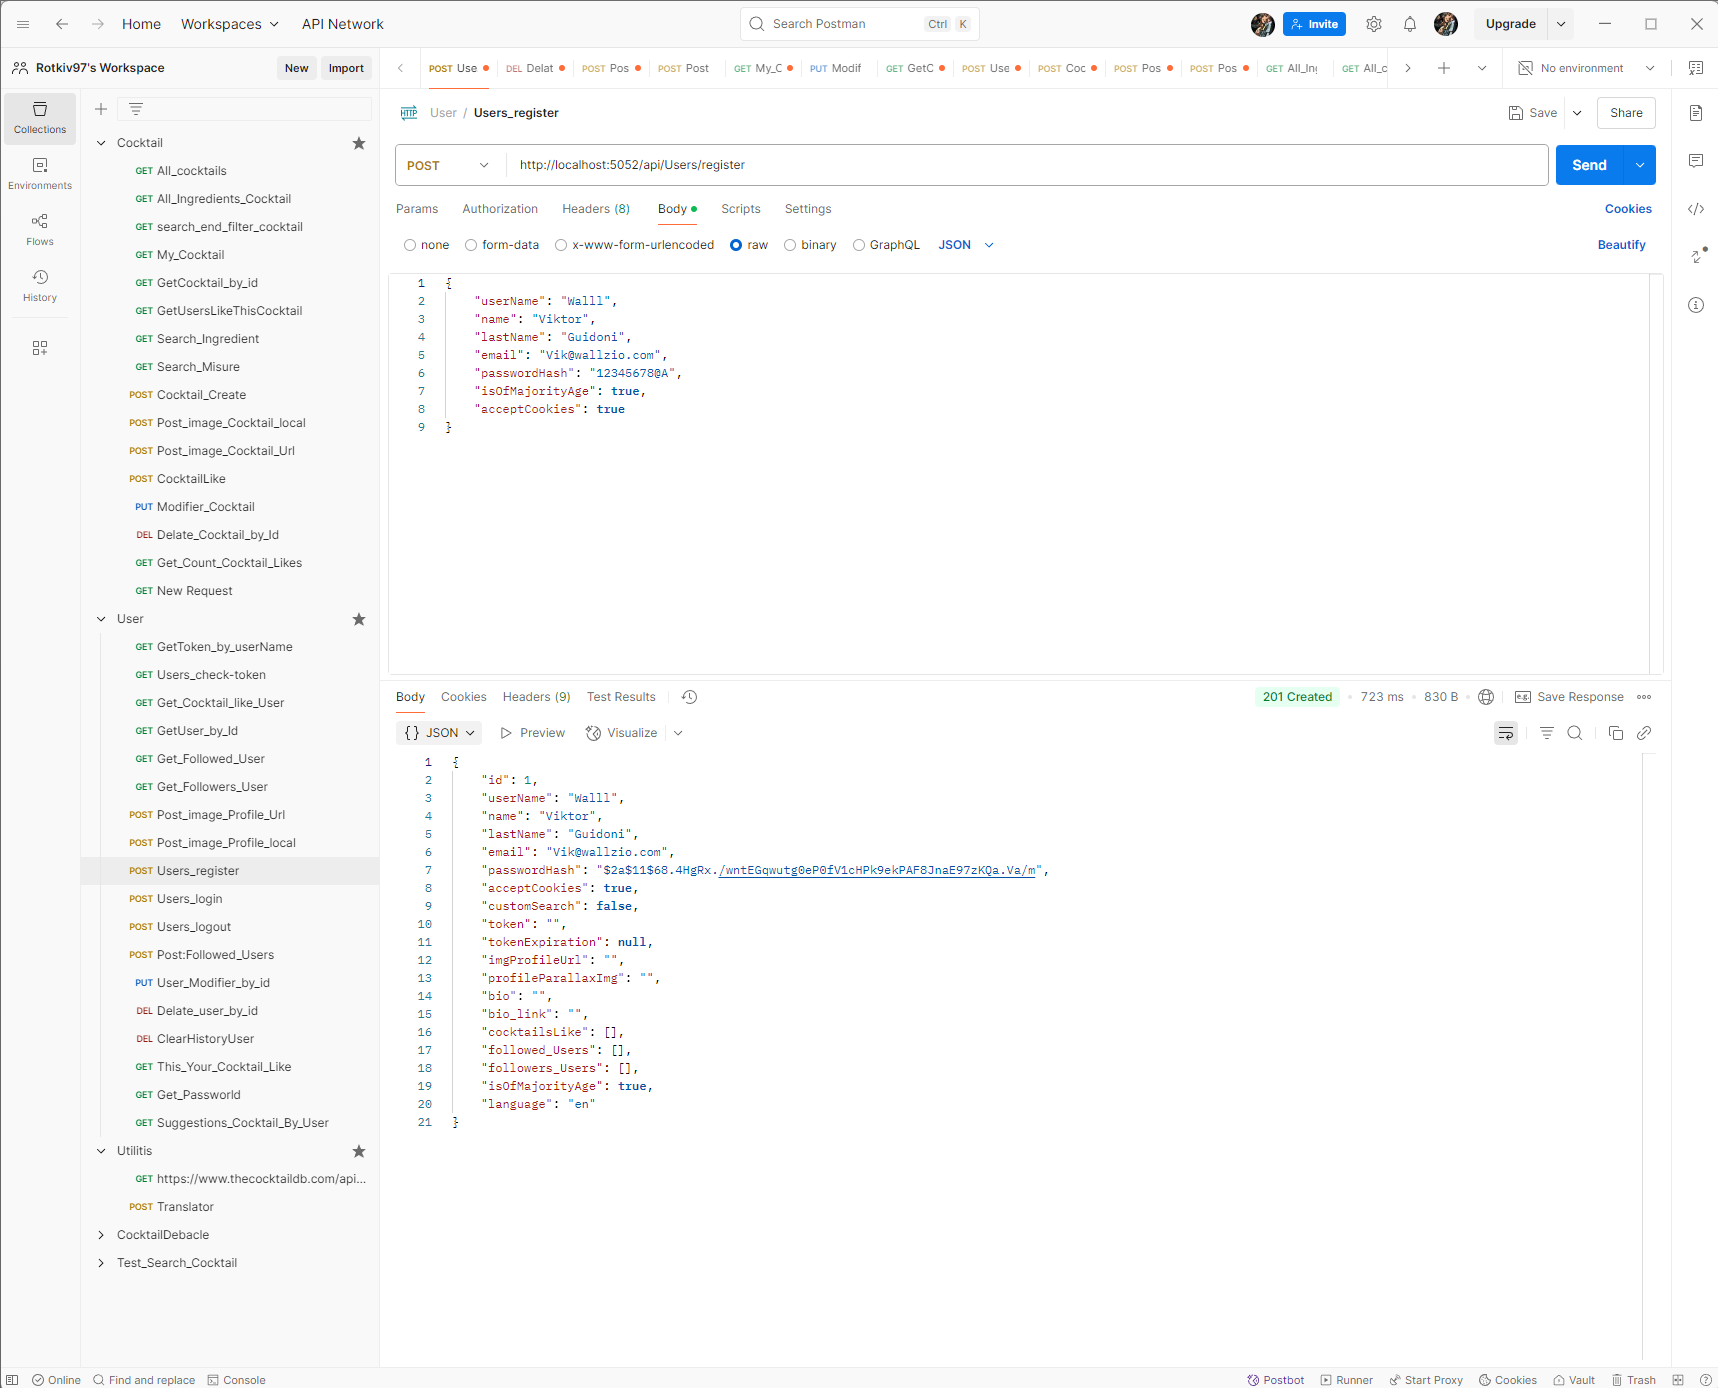 Home Workspaces API Network Search Postman Ctrl K Invite Upgrade
Rotkiv97's Workspace New Import
POST Use DEL Delat POST Pos POST Post GET My_C PUT Modif GET GetC POST Use POST Coc POST Pos POST Pos GET All_In GET All_c No environment
Collections
Environments
Flows
History
Cocktail
GET All_cocktails
GET All_Ingredients_Cocktail
GET search_end_filter_cocktail
GET My_Cocktail
GET GetCocktail_by_id
GET GetUsersLikeThisCocktail
GET Search_Ingredient
GET Search_Misure
POST Cocktail_Create
POST Post_image_Cocktail_local
POST Post_image_Cocktail_Url
POST CocktailLike
PUT Modifier_Cocktail
DEL Delate_Cocktail_by_Id
GET Get_Count_Cocktail_Likes
GET New Request
User
GET GetToken_by_userName
GET Users_check-token
GET Get_Cocktail_like_User
GET GetUser_by_Id
GET Get_Followed_User
GET Get_Followers_User
POST Post_image_Profile_Url
POST Post_image_Profile_local
POST Users_register
POST Users_login
POST Users_logout
POST Post:Followed_Users
PUT User_Modifier_by_id
DEL Delate_user_by_id
DEL ClearHistoryUser
GET This_Your_Cocktail_Like
GET Get_Passworld
GET Suggestions_Cocktail_By_User
Utilitis
GET https://www.thecocktaildb.com/api...
POST Translator
CocktailDebacle
Test_Search_Cocktail
HTTP User / Users_register Save Share
POST http://localhost:5052/api/Users/register Send
Params Authorization Headers (8) Body Scripts Settings Cookies
none form-data x-www-form-urlencoded raw binary GraphQL JSON Beautify
1 {
2 "userName": "Walll",
3 "name": "Viktor",
4 "lastName": "Guidoni",
5 "email": "Vik@wallzio.com",
6 "passwordHash": "12345678@A",
7 "isOfMajorityAge": true,
8 "acceptCookies": true
9 }
Body Cookies Headers (9) Test Results 201 Created 723 ms 830 B e.g. Save Response
{} JSON Preview Visualize
1 {
2 "id": 1,
3 "userName": "Walll",
4 "name": "Viktor",
5 "lastName": "Guidoni",
6 "email": "Vik@wallzio.com",
7 "passwordHash": "$2a$11$68.4HgRx./wntEGqwutg0eP0fV1cHPk9ekPAF8JnaE97zKQa.Va/m",
8 "acceptCookies": true,
9 "customSearch": false,
10 "token": "",
11 "tokenExpiration": null,
12 "imgProfileUrl": "",
13 "profileParallaxImg": "",
14 "bio": "",
15 "bio_link": "",
16 "cocktailsLike": [],
17 "followed_Users": [],
18 "followers_Users": [],
19 "isOfMajorityAge": true,
20 "language": "en"
21 }
Online Find and replace Console Postbot Runner Start Proxy Cookies Vault Trash